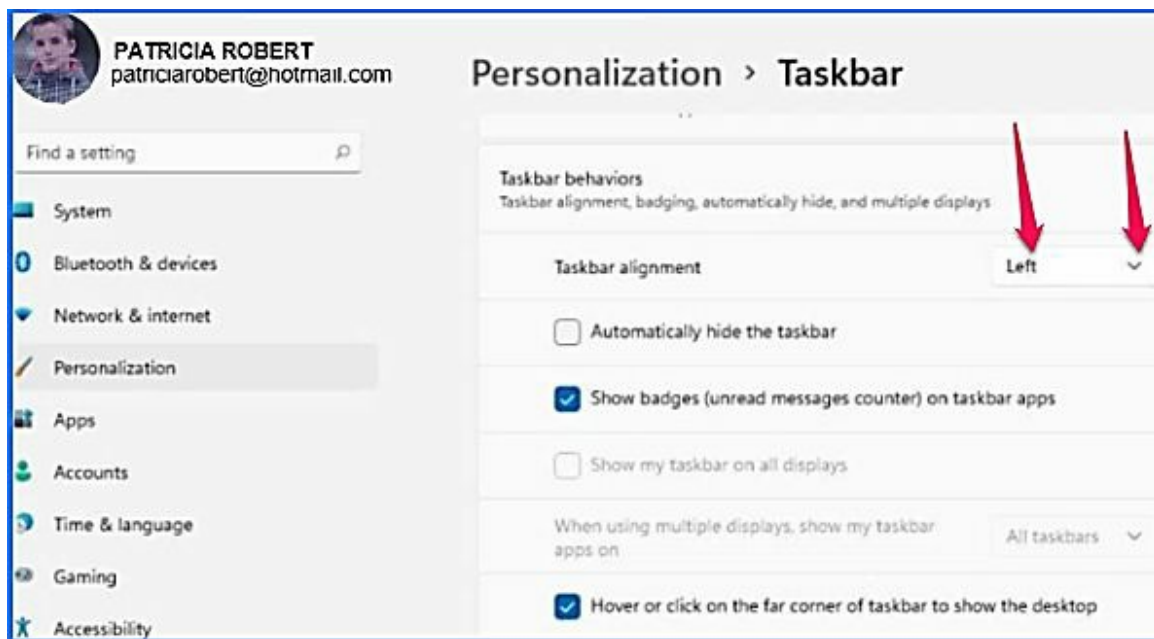 PATRICIA ROBERT
patriciarobert@hotmail.com
Personalization > Taskbar
Find a setting
System
Bluetooth & devices
Network & internet
Personalization
Apps
Accounts
Time & language
Gaming
Accessibility
Taskbar behaviors
Taskbar alignment, badging, automatically hide, and multiple displays
Taskbar alignment
Left
Automatically hide the taskbar
Show badges (unread messages counter) on taskbar apps
Show my taskbar on all displays
When using multiple displays, show my taskbar
apps on
All taskbars
Hover or click on the far corner of taskbar to show the desktop